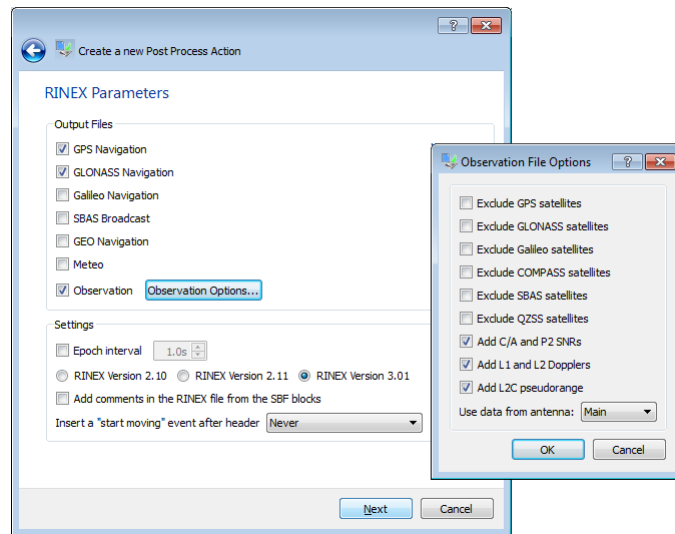 Create a new Post Process Action
RINEX Parameters
Output Files
GPS Navigation
GLONASS Navigation
Galileo Navigation
SBAS Broadcast
GEO Navigation
Meteo
Observation Observation Options...
Settings
Epoch interval 1.0s
RINEX Version 2.10 RINEX Version 2.11 RINEX Version 3.01
Add comments in the RINEX file from the SBF blocks
Insert a "start moving" event after header Never
Next Cancel
Observation File Options
Exclude GPS satellites
Exclude GLONASS satellites
Exclude Galileo satellites
Exclude COMPASS satellites
Exclude SBAS satellites
Exclude QZSS satellites
Add C/A and P2 SNRs
Add L1 and L2 Dopplers
Add L2C pseudorange
Use data from antenna: Main
OK Cancel